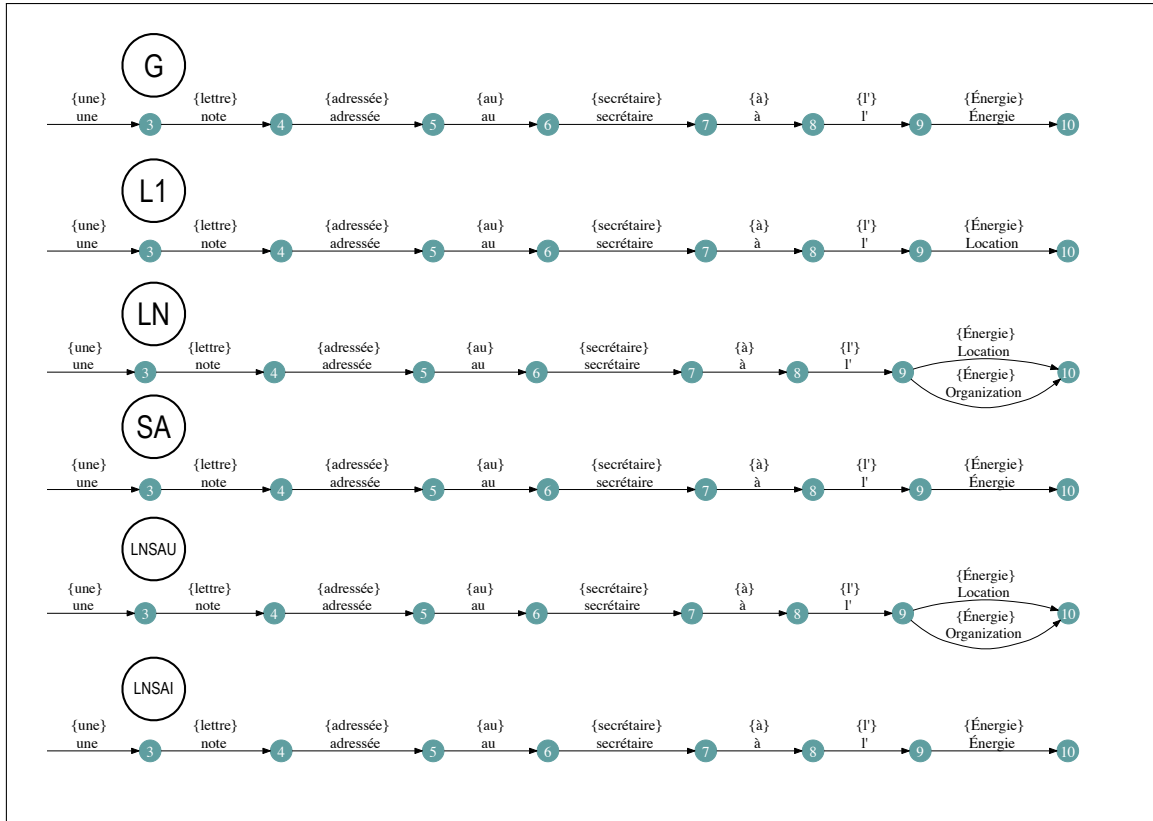 G
{une} {lettre} {adressée} {au} {secrétaire} {à} {l'} {Énergie}
une note adressée au secrétaire à l' Énergie
3 4 5 6 7 8 9 10
L1
{une} {lettre} {adressée} {au} {secrétaire} {à} {l'} {Énergie}
une note adressée au secrétaire à l' Location
3 4 5 6 7 8 9 10
LN
{Énergie}
{une} {lettre} {adressée} {au} {secrétaire} {à} {l'} Location
une note adressée au secrétaire à l'
3 4 5 6 7 8 9 {Énergie} 10
Organization
SA
{une} {lettre} {adressée} {au} {secrétaire} {à} {l'} {Énergie}
une note adressée au secrétaire à l' Énergie
3 4 5 6 7 8 9 10
LNSAU
{Énergie}
{une} {lettre} {adressée} {au} {secrétaire} {à} {l'} Location
une note adressée au secrétaire à l'
3 4 5 6 7 8 9 {Énergie} 10
Organization
LNSAI
{une} {lettre} {adressée} {au} {secrétaire} {à} {l'} {Énergie}
une note adressée au secrétaire à l' Énergie
3 4 5 6 7 8 9 10